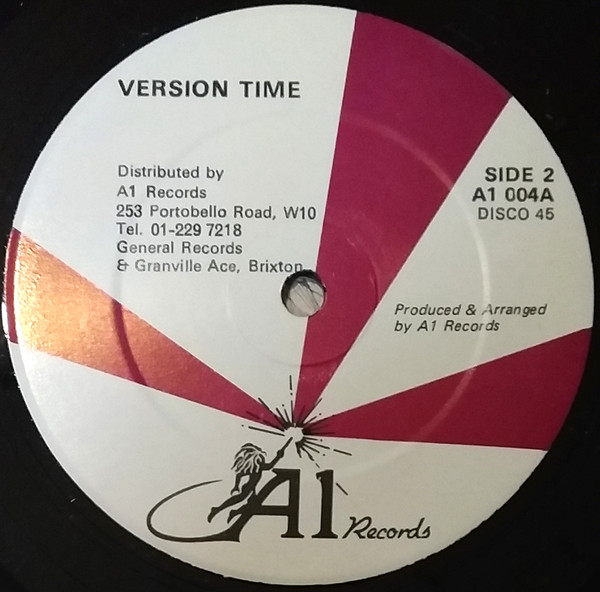 VERSION TIME
Distributed by
A1 Records
253 Portobello Road, W10
Tel. 01-229 7218
General Records
& Granville Ace, Brixton
SIDE 2
A1 004A
DISCO 45
Produced & Arranged
by A1 Records
A1 Records